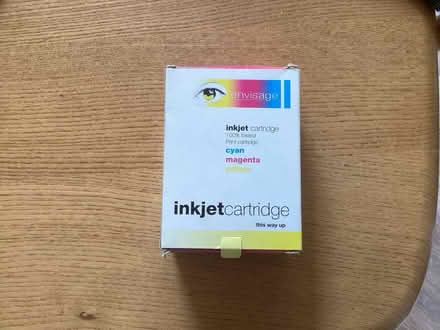 envisage
inkjet cartridge
100% tested
Print cartridge
cyan
magenta
yellow
inkjetcartridge
this way up